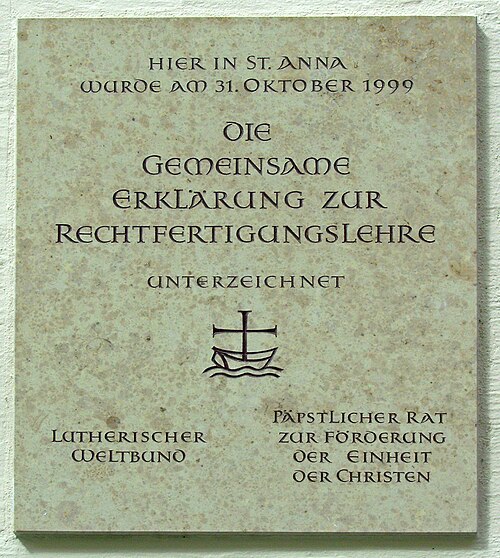 HIER IN ST. ANNA
WURDE AM 31. OKTOBER 1999
DIE
GEMEINSAME
ERKLÄRUNG ZUR
RECHTFERTIGUNGSLEHRE
UNTERZEICHNET
LUTHERISCHER
WELTBUND
PÄPSTLICHER RAT
ZUR FÖRDERUNG
DER EINHEIT
DER CHRISTEN